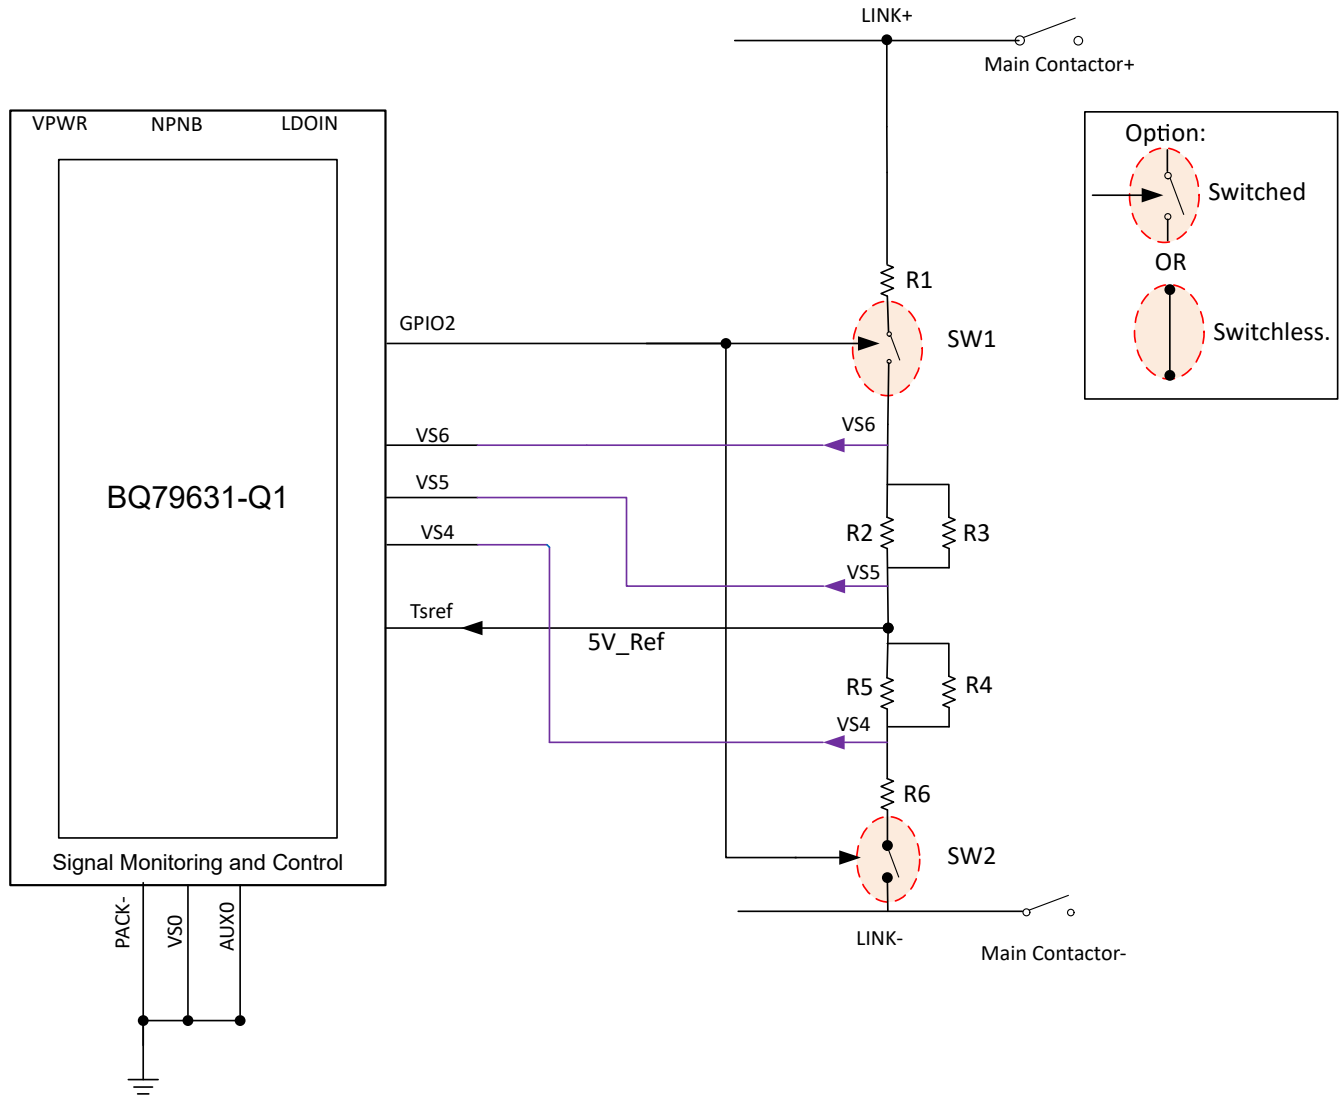 LINK+
Main Contactor+
VPWR
NPNB
LDOIN
Option:
Switched
OR
Switchless.
R1
GPIO2
SW1
VS6
VS6
VS5
BQ79631-Q1
VS4
R2
R3
VS5
Tsref
5V_Ref
R5
R4
VS4
R6
Signal Monitoring and Control
SW2
PACK-
VS0
AUX0
LINK-
Main Contactor-